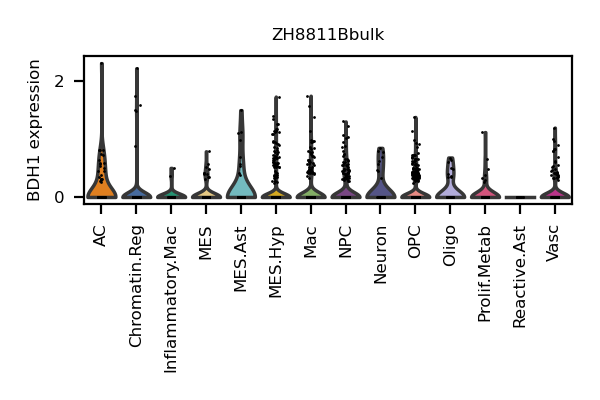 ZH8811Bbulk
BDH1 expression
2
0
AC
Chromatin.Reg
Inflammatory.Mac
MES
MES.Ast
MES.Hyp
Mac
NPC
Neuron
OPC
Oligo
Prolif.Metab
Reactive.Ast
Vasc